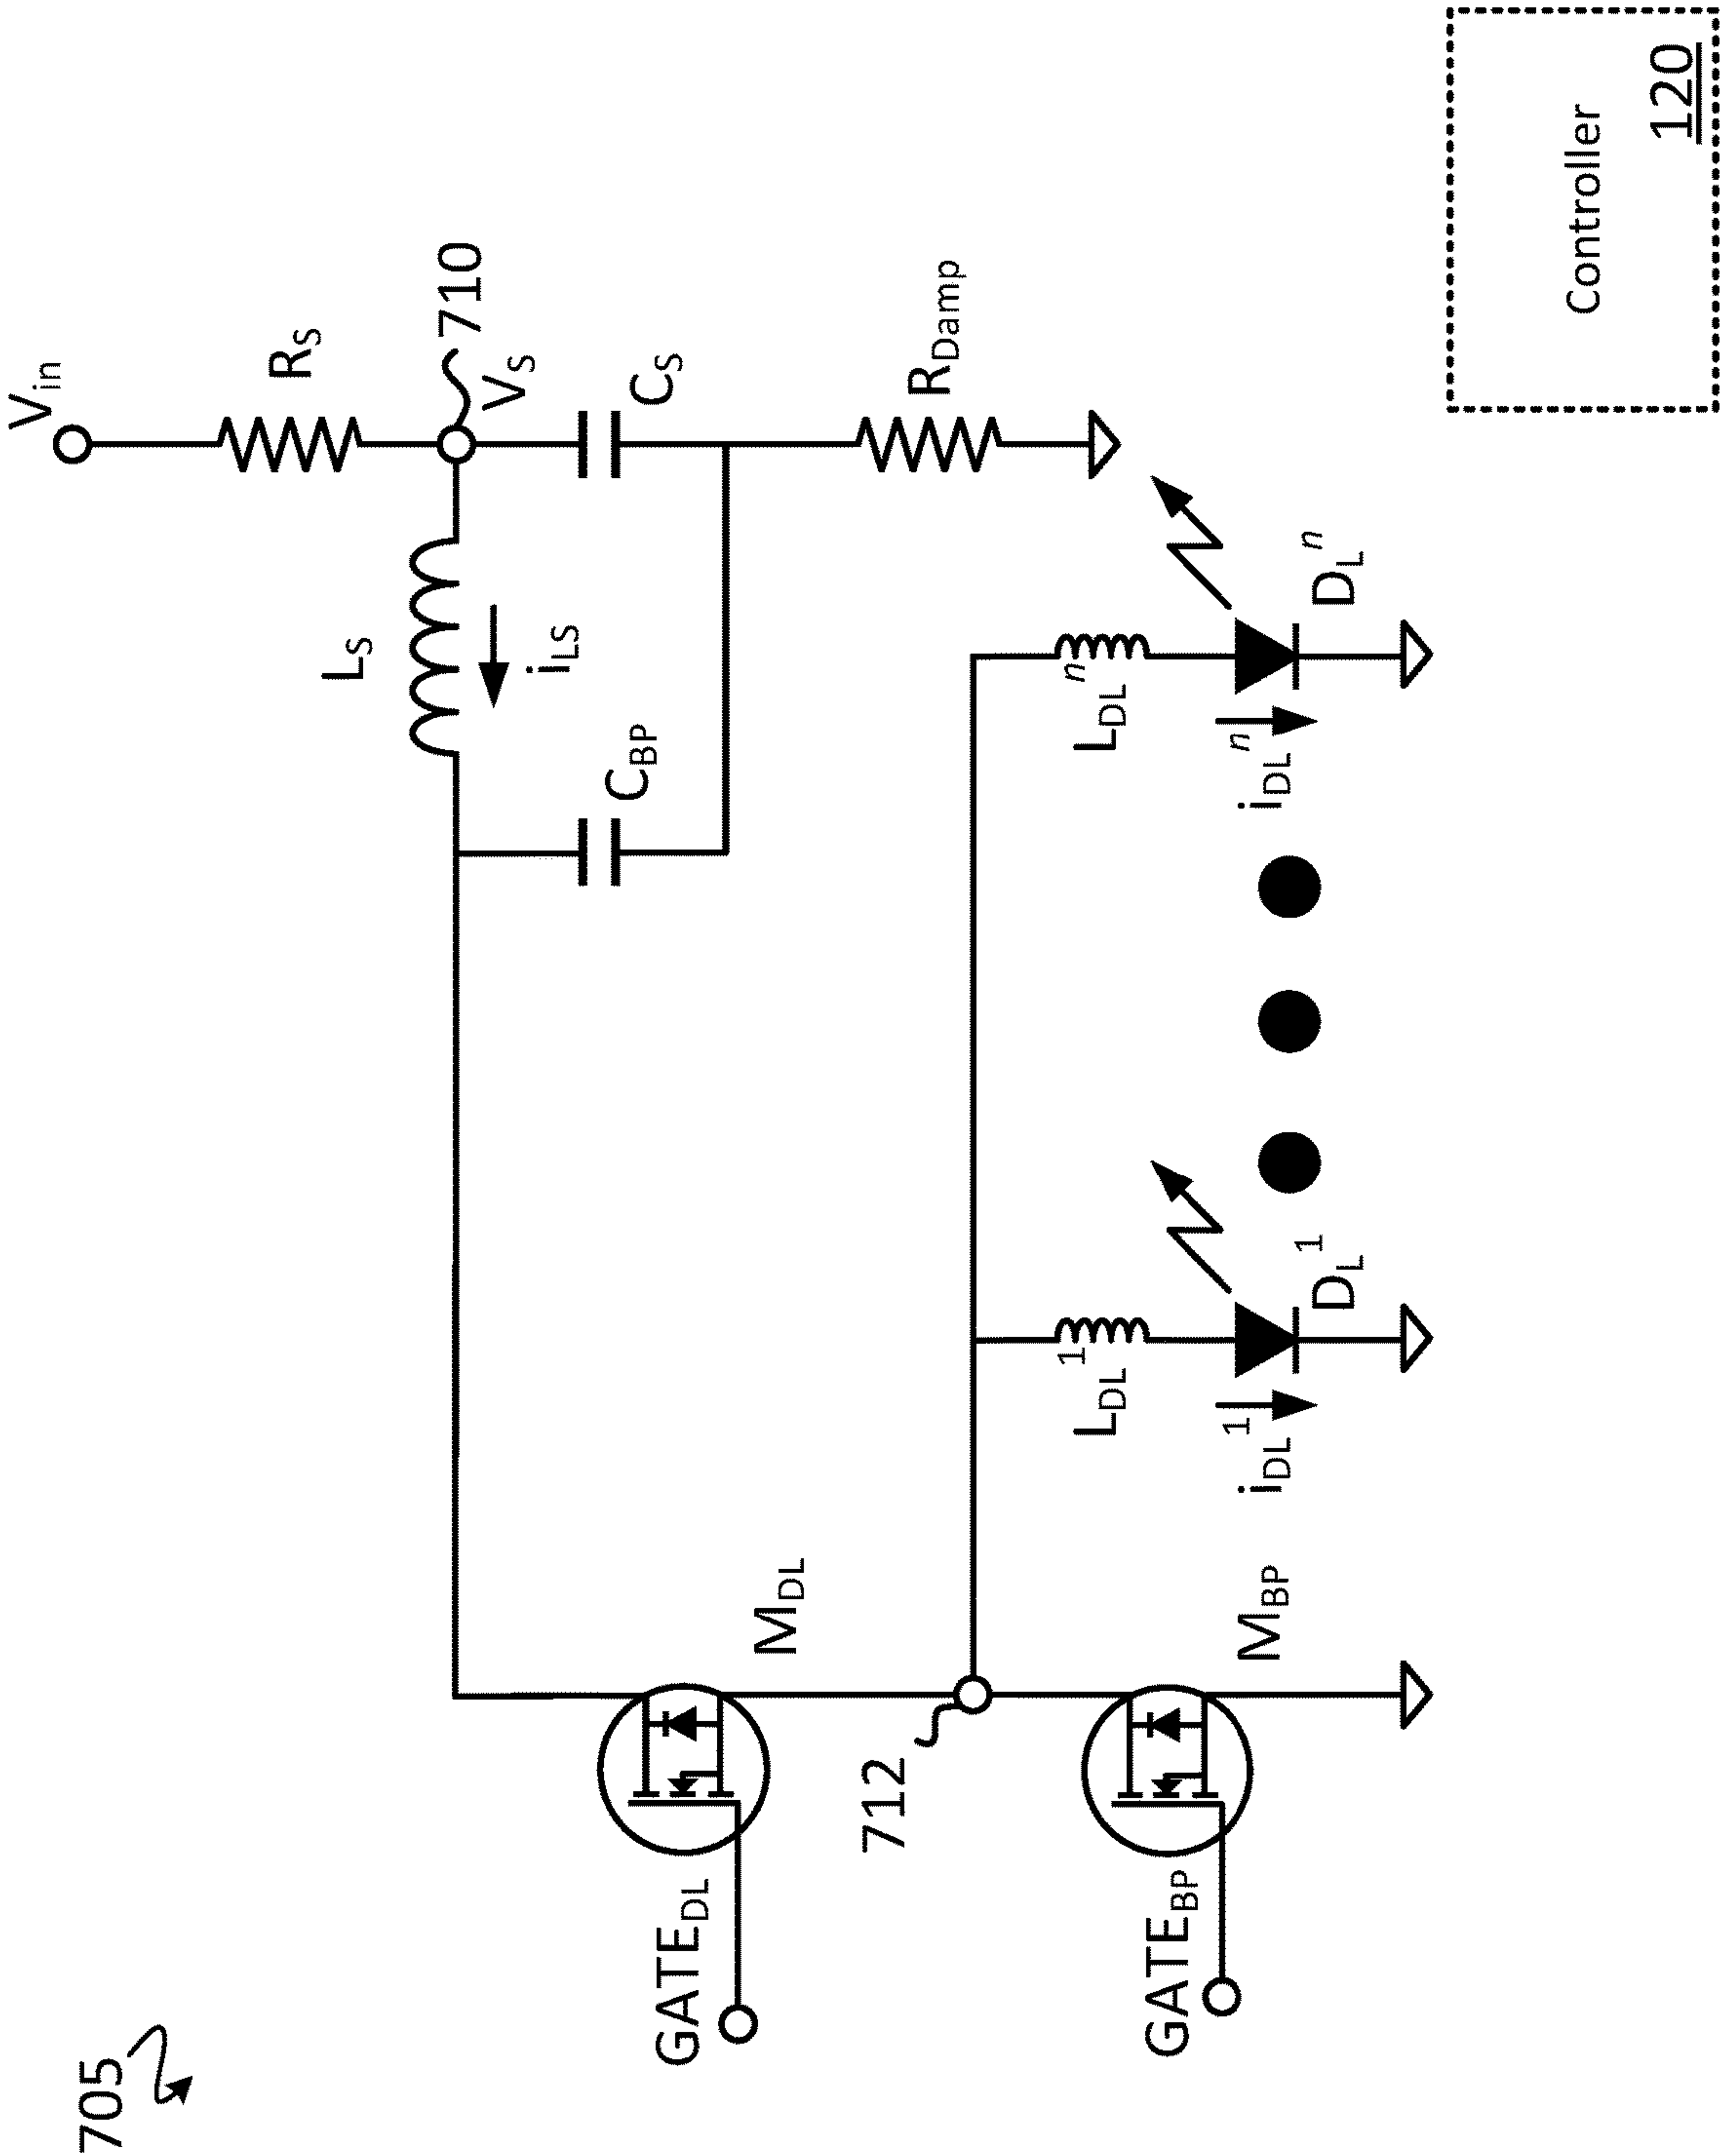 705
V_in
R_S
710
V_S
L_S
i_LS
C_S
C_BP
R_Damp
GATE_DL
M_DL
712
GATE_BP
M_BP
L_DL^1
i_DL^1
D_L^1
L_DL^n
i_DL^n
D_L^n
Controller
120